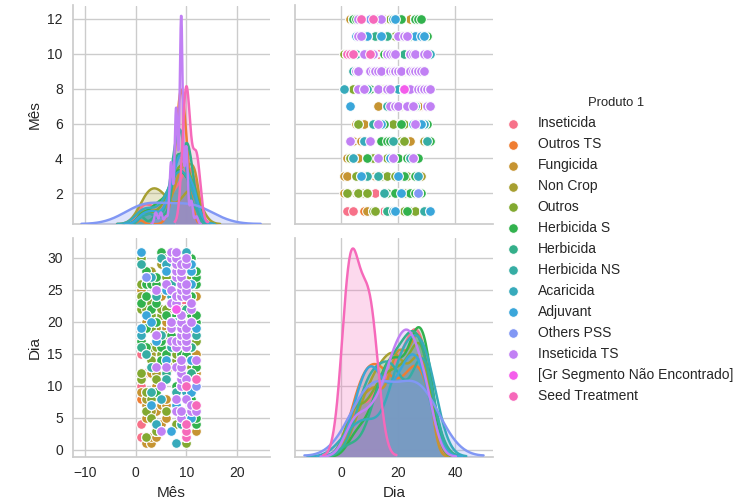 12
10
8
6
4
2
Mês
30
25
20
15
10
5
0
Dia
−10
0
10
20
Mês
0
20
40
Dia
Produto 1
Inseticida
Outros TS
Fungicida
Non Crop
Outros
Herbicida S
Herbicida
Herbicida NS
Acaricida
Adjuvant
Others PSS
Inseticida TS
[Gr Segmento Não Encontrado]
Seed Treatment